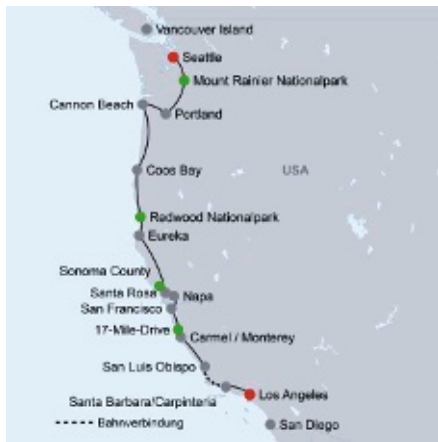 Vancouver Island
Seattle
Mount Rainier Nationalpark
Cannon Beach
Portland
Coos Bay
USA
Redwood Nationalpark
Eureka
Sonoma County
Santa Rosa
Napa
San Francisco
17-Mile-Drive
Carmel / Monterey
San Luis Obispo
Los Angeles
Santa Barbara/Carpinteria
Bahnverbindung
San Diego